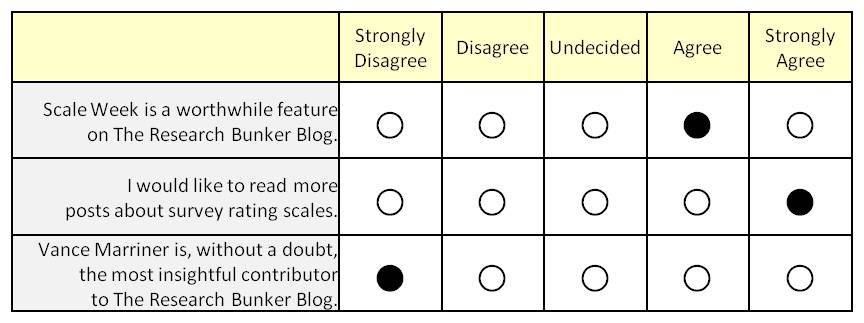 Strongly
Disagree
Disagree
Undecided
Agree
Strongly
Agree
Scale Week is a worthwhile feature
on The Research Bunker Blog.
I would like to read more
posts about survey rating scales.
Vance Marriner is, without a doubt,
the most insightful contributor
to The Research Bunker Blog.